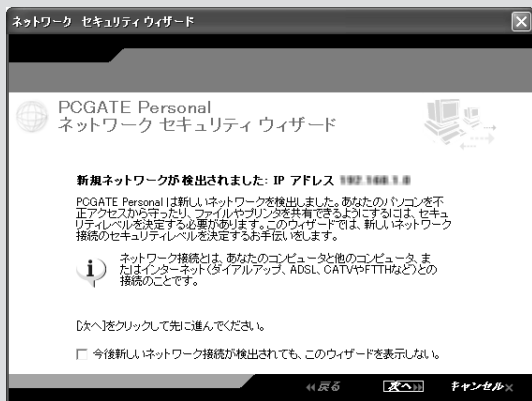 ネットワーク セキュリティ ウィザード
PCGATE Personal
ネットワーク セキュリティ ウィザード
新規ネットワークが検出されました: IP アドレス
PCGATE Personal は新しいネットワークを検出しました。あなたのパソコンを不
正アクセスから守ったり、ファイルやプリンタを共有できるようにするには、セキュ
リティレベルを決定する必要があります。このウィザードでは、新しいネットワーク
接続のセキュリティレベルを決定するお手伝いをします。
ネットワーク接続とは、あなたのコンピュータと他のコンピュータ、ま
たはインターネット(ダイアルアップ、ADSL、CATVやFTTHなど)との
接続のことです。
[次へ]をクリックして先に進んでください。
今後新しいネットワーク接続が検出されても、このウィザードを表示しない。
戻る 次へ キャンセル